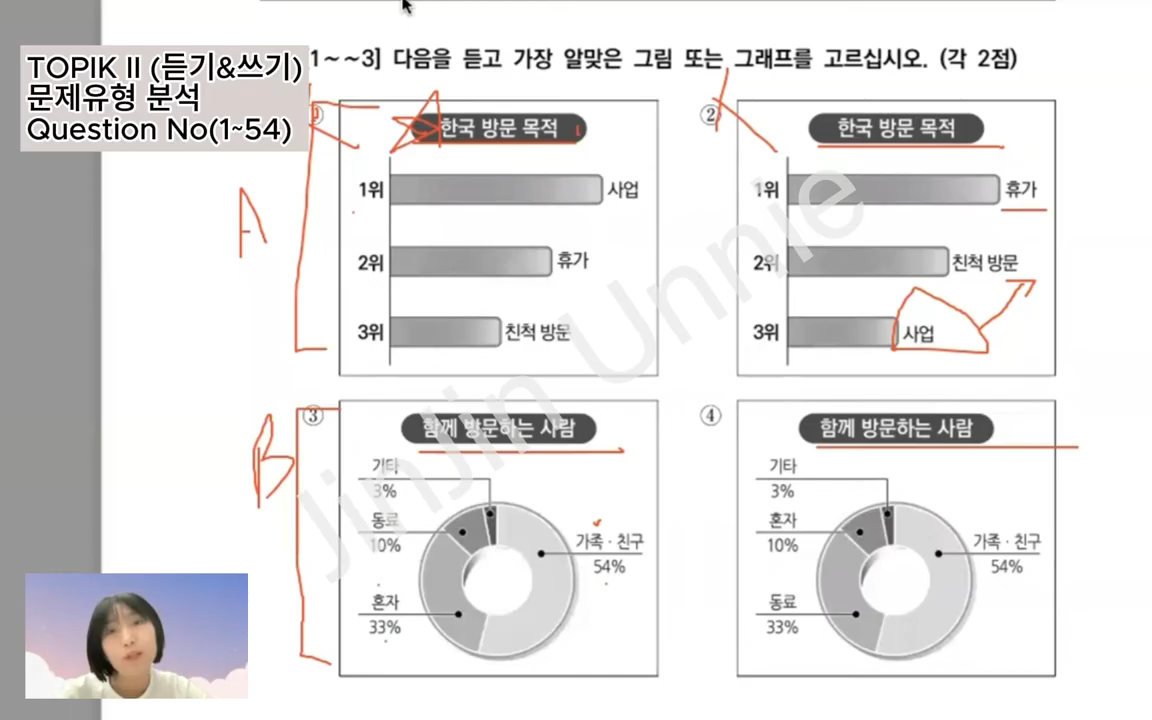 TOPIK II (듣기&쓰기)
문제유형 분석
Question No(1~54)
1~~3] 다음을 듣고 가장 알맞은 그림 또는 그래프를 고르십시오. (각 2점)
A
한국 방문 목적
1위 사업
2위 휴가
3위 친척 방문
②
한국 방문 목적
1위 휴가
2위 친척 방문
3위 사업
B
③
함께 방문하는 사람
기타
3%
동료
10%
가족·친구
54%
혼자
33%
④
함께 방문하는 사람
기타
3%
혼자
10%
가족·친구
54%
동료
33%
JinJin Unnie